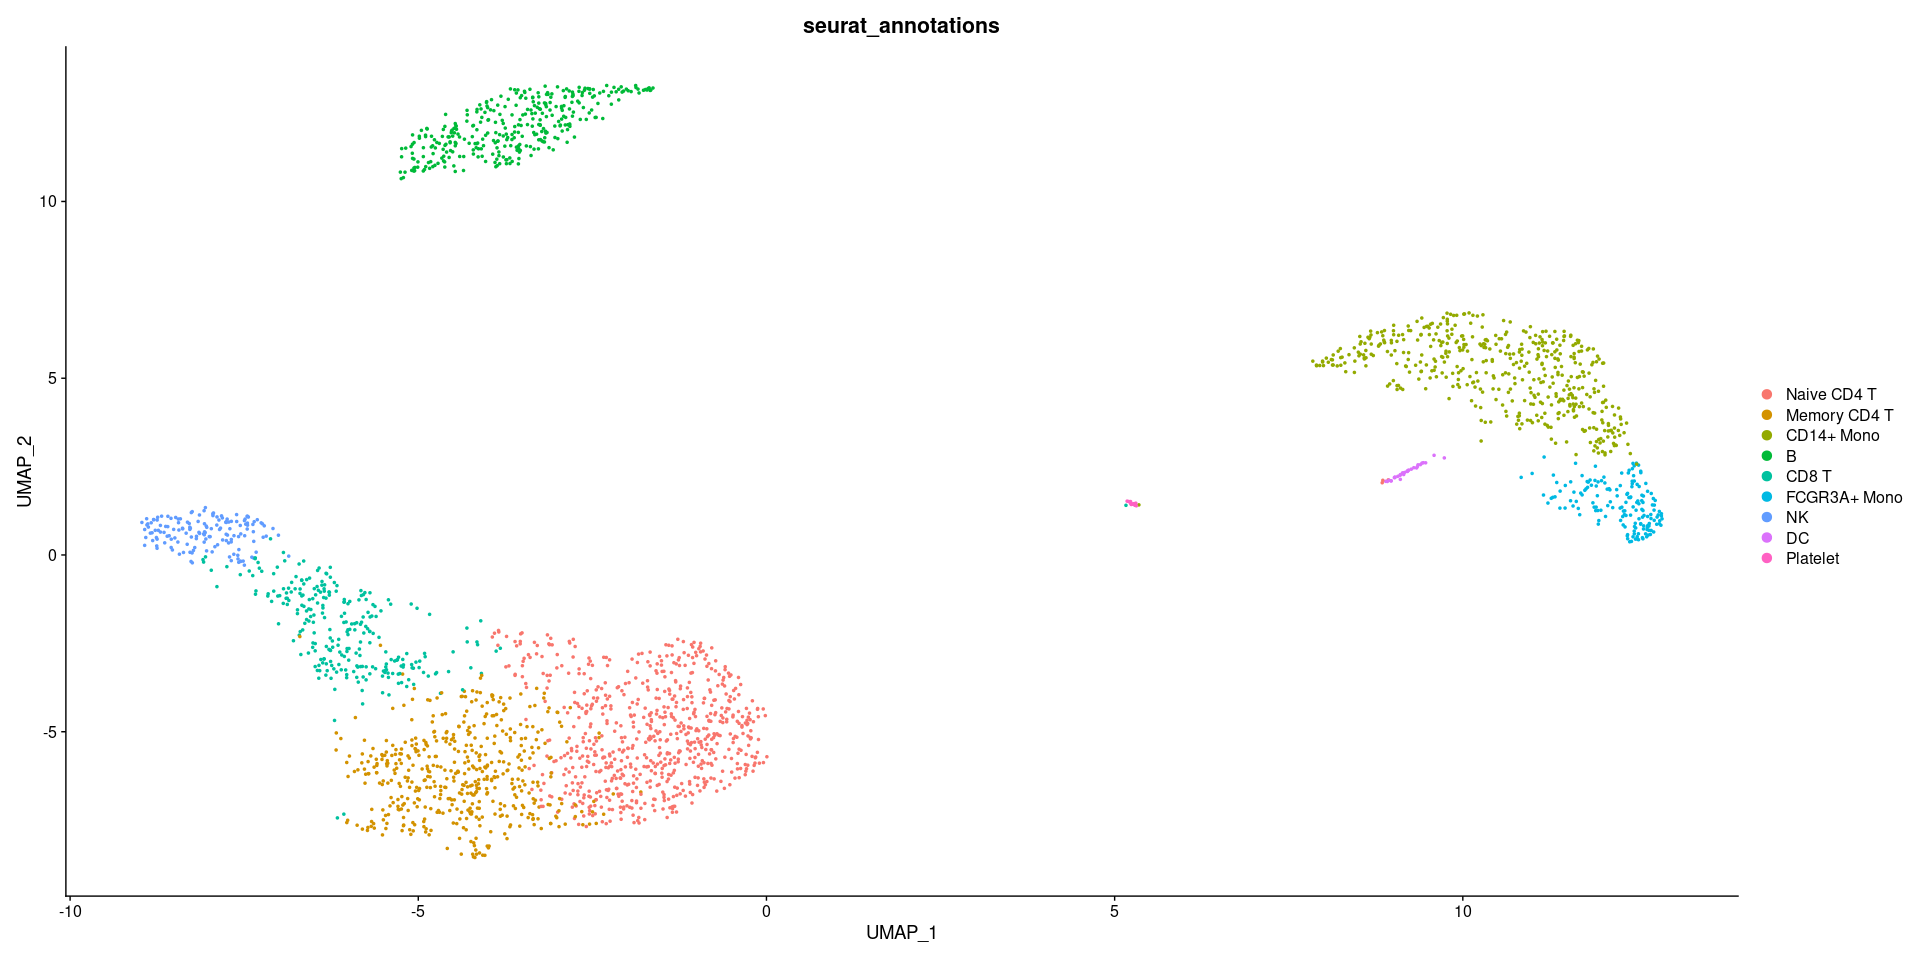 seurat_annotations
10
5
0
-5
UMAP_2
-10
-5
0
5
10
UMAP_1
Naive CD4 T
Memory CD4 T
CD14+ Mono
B
CD8 T
FCGR3A+ Mono
NK
DC
Platelet